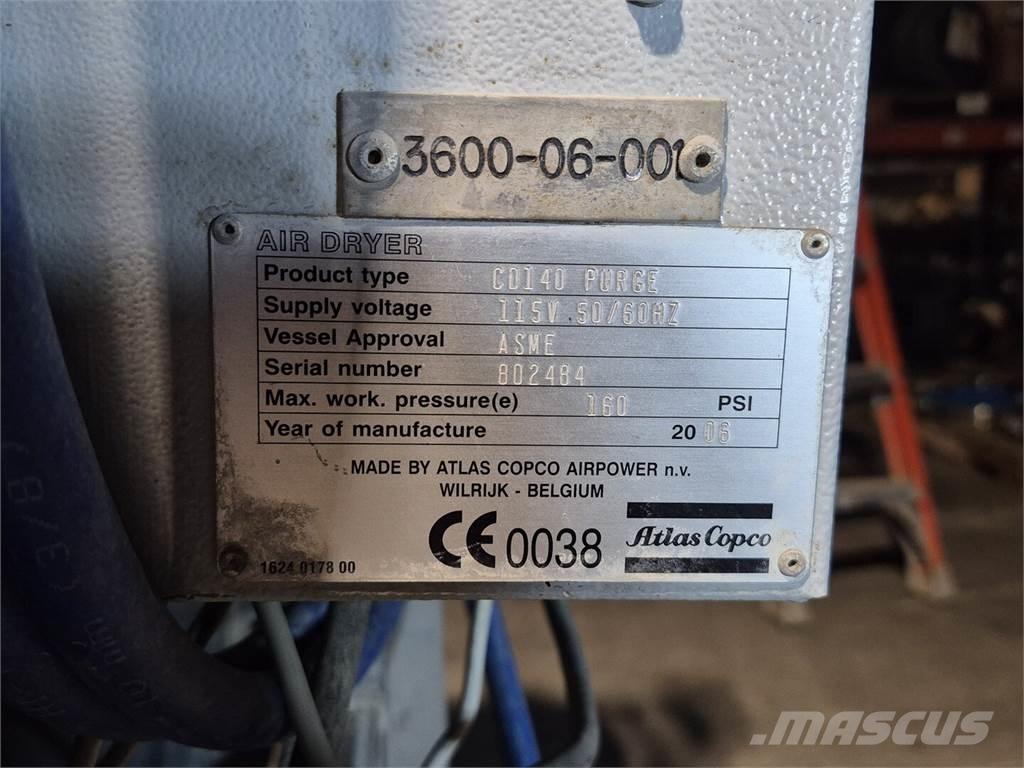 3600-06-001
AIR DRYER
Product type CD140 PURGE
Supply voltage 115V 50/60HZ
Vessel Approval ASME
Serial number 802484
Max. work. pressure(e) 160 PSI
Year of manufacture 20 06
MADE BY ATLAS COPCO AIRPOWER n.v.
WILRIJK - BELGIUM
CE 0038 Atlas Copco
1624 0178 00
MASCUS